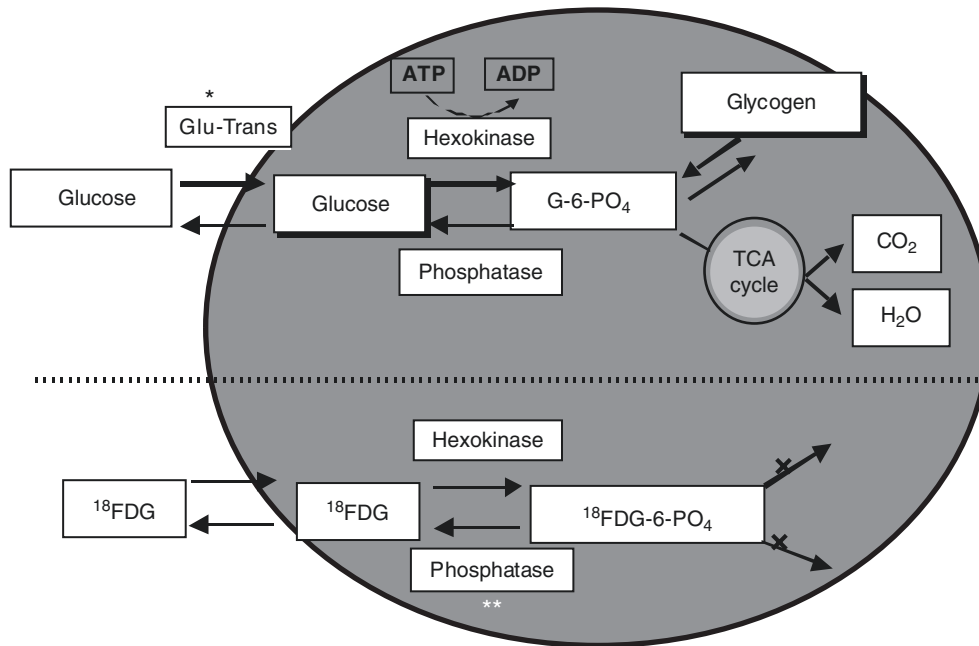 ATP
ADP
*
Glu-Trans
Hexokinase
Glycogen
Glucose
Glucose
G-6-PO₄
Phosphatase
TCA
cycle
CO₂
H₂O
Hexokinase
¹⁸FDG
¹⁸FDG
¹⁸FDG-6-PO₄
Phosphatase
**